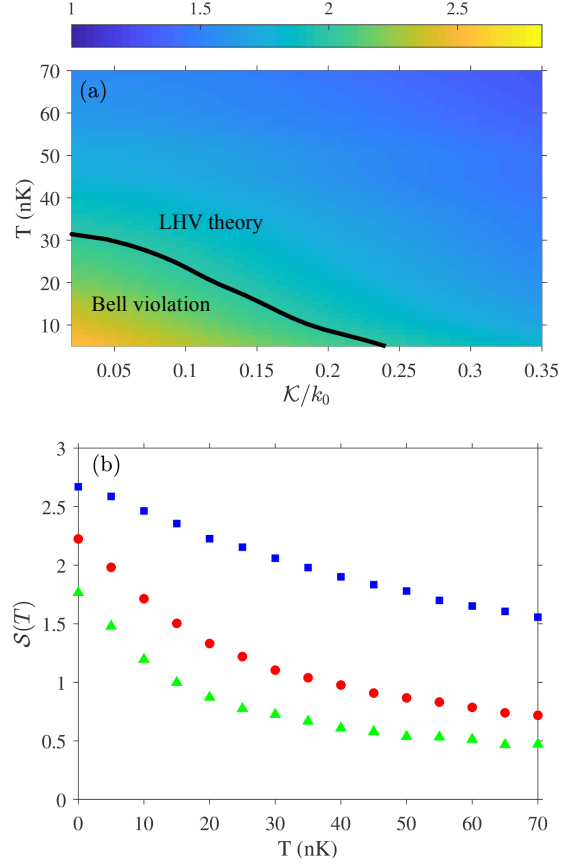 1 1.5 2 2.5
(a)
70
60
50
40
30
20
10
T (nK)
LHV theory
Bell violation
0.05 0.1 0.15 0.2 0.25 0.3 0.35
𝒦/k₀
(b)
3
2.5
2
1.5
1
0.5
0
𝒮(T)
0 10 20 30 40 50 60 70
T (nK)